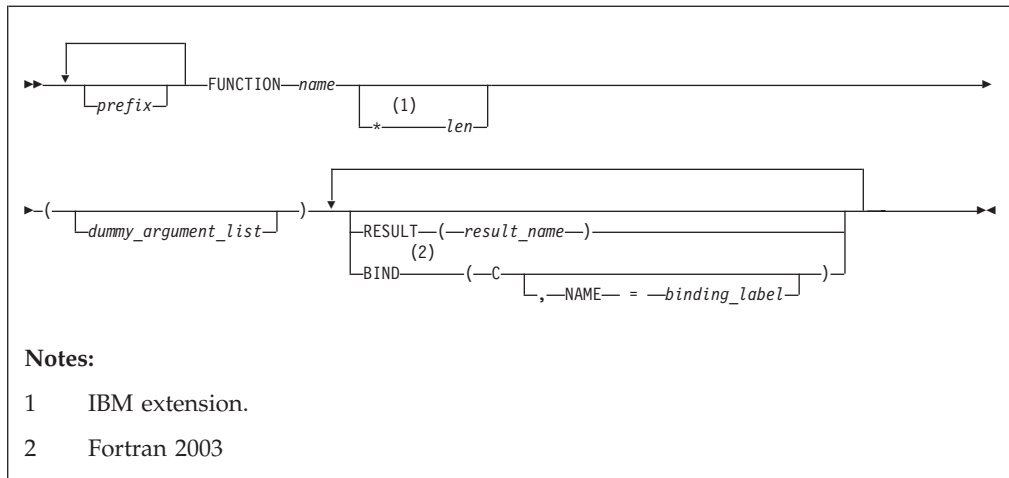 FUNCTION name
prefix
(1)
* len
( )
dummy_argument_list
RESULT ( result_name )
(2)
BIND ( C )
, NAME = binding_label
Notes:
1 IBM extension.
2 Fortran 2003